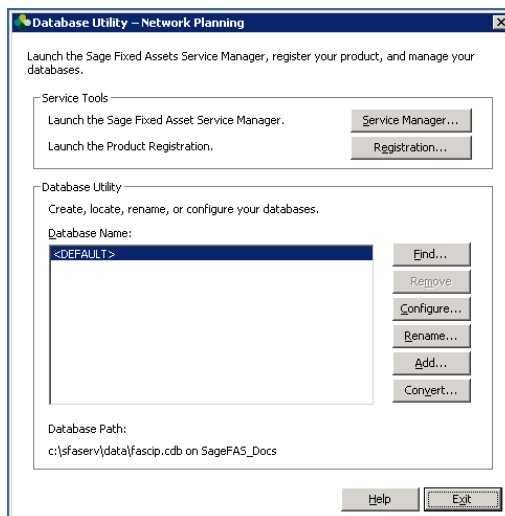 Database Utility – Network Planning
Launch the Sage Fixed Assets Service Manager, register your product, and manage your
databases.
Service Tools
Launch the Sage Fixed Asset Service Manager.
Service Manager...
Launch the Product Registration.
Registration...
Database Utility
Create, locate, rename, or configure your databases.
Database Name:
<DEFAULT>
Find...
Remove
Configure...
Rename...
Add...
Convert...
Database Path:
c:\sfaserv\data\fascip.cdb on SageFAS_Docs
Help
Exit